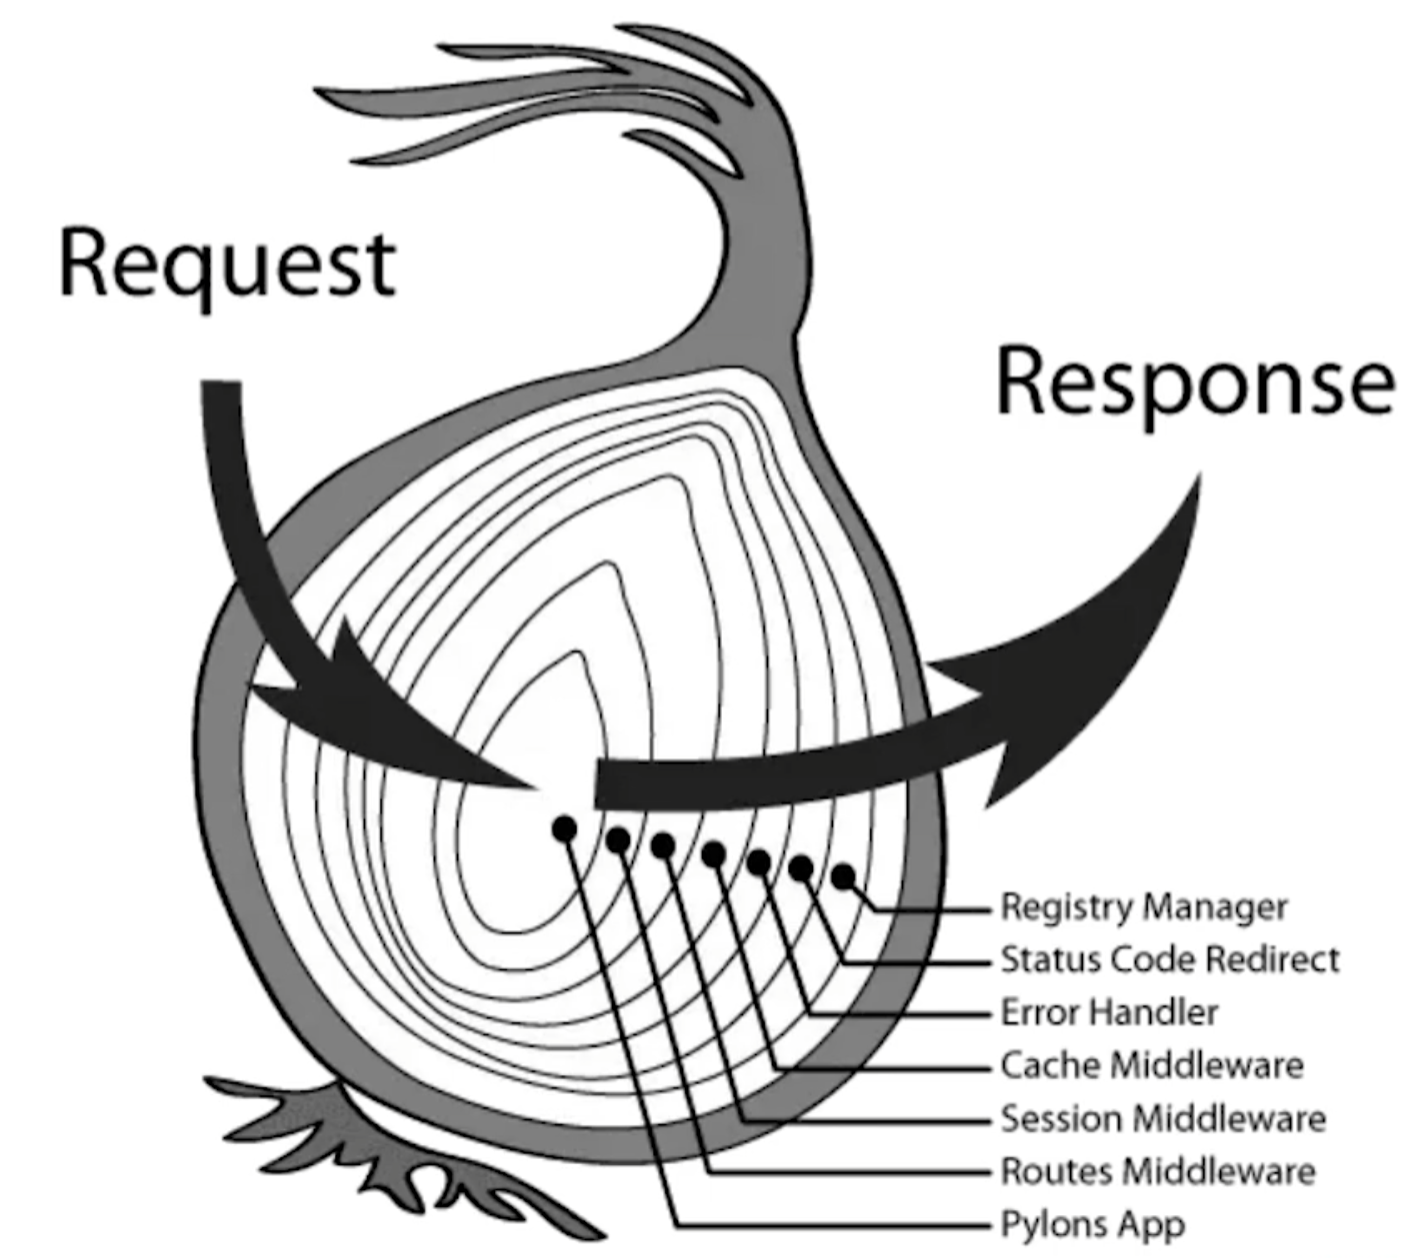 Request
Response
Registry Manager
Status Code Redirect
Error Handler
Cache Middleware
Session Middleware
Routes Middleware
Pylons App